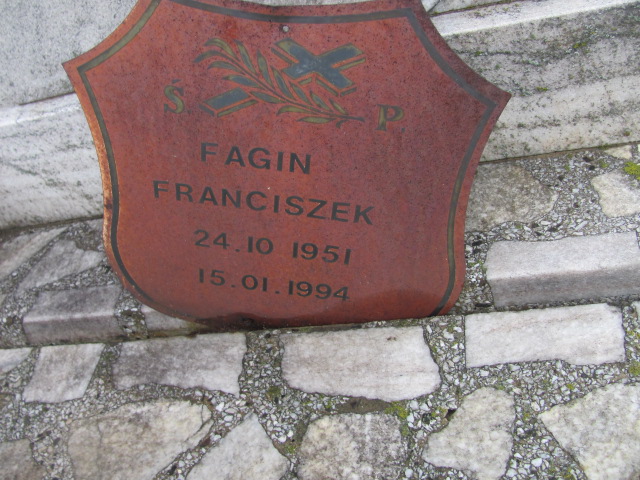 Ś P
FAGIN
FRANCISZEK
24.10 1951
15.01.1994